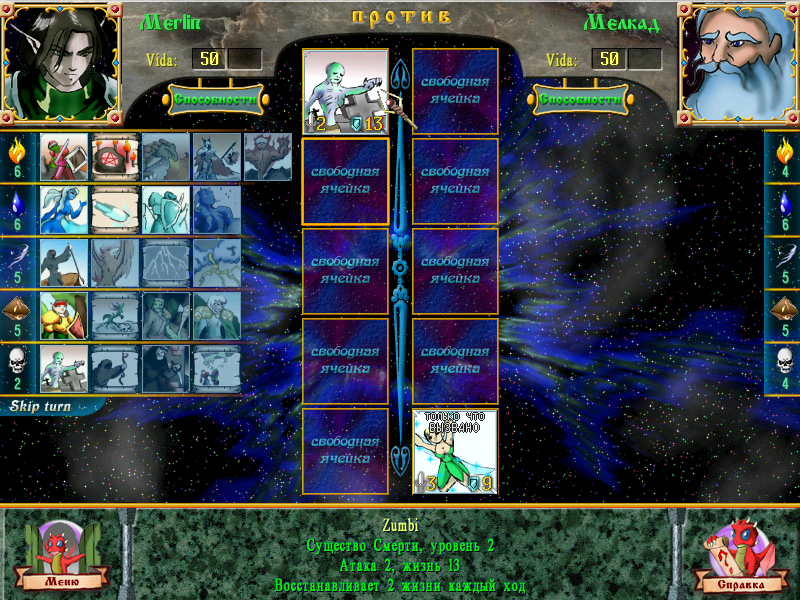 Merlin
против
Мелкад
Vida: 50
Vida: 50
Способности
Способности
2 13
свободная
ячейка
6
свободная
ячейка
свободная
ячейка
4
6
6
5
свободная
ячейка
свободная
ячейка
5
5
свободная
ячейка
свободная
ячейка
5
2
4
Skip turn
свободная
ячейка
только что
вызвано
3 9
Zumbi
Существо Смерти, уровень 2
Атака 2, жизнь 13
Восстанавливает 2 жизни каждый ход
Меню
Справка